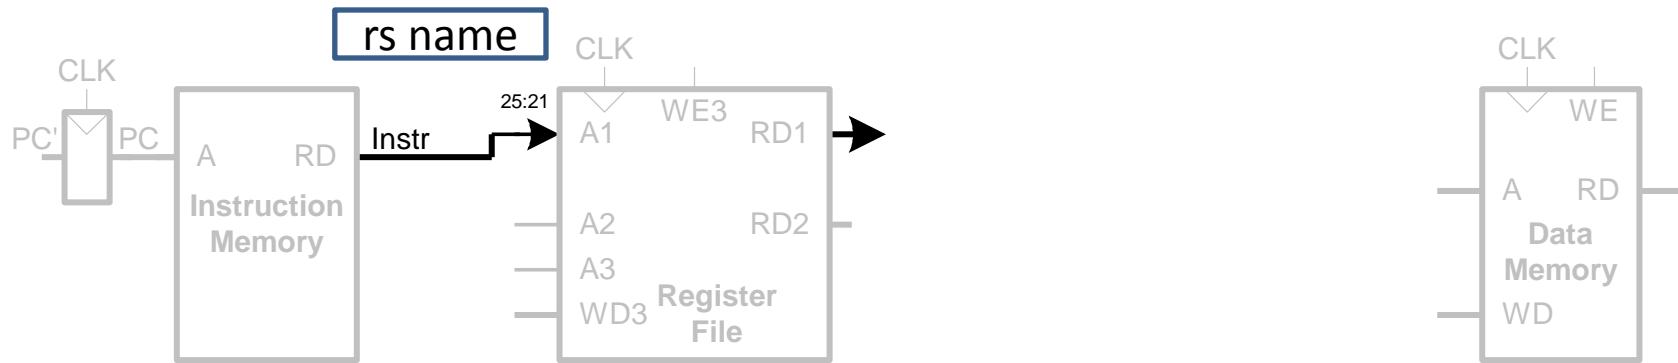 rs name
CLK
PC'
PC
A
RD
Instruction
Memory
Instr
25:21
CLK
WE3
A1
RD1
A2
RD2
A3
WD3
Register
File
CLK
WE
A
RD
Data
Memory
WD